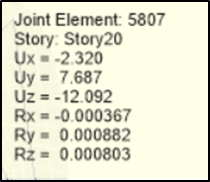 Joint Element: 5807
Story: Story20
Ux = -2.320
Uy =  7.687
Uz = -12.092
Rx = -0.000367
Ry =  0.000882
Rz =  0.000803